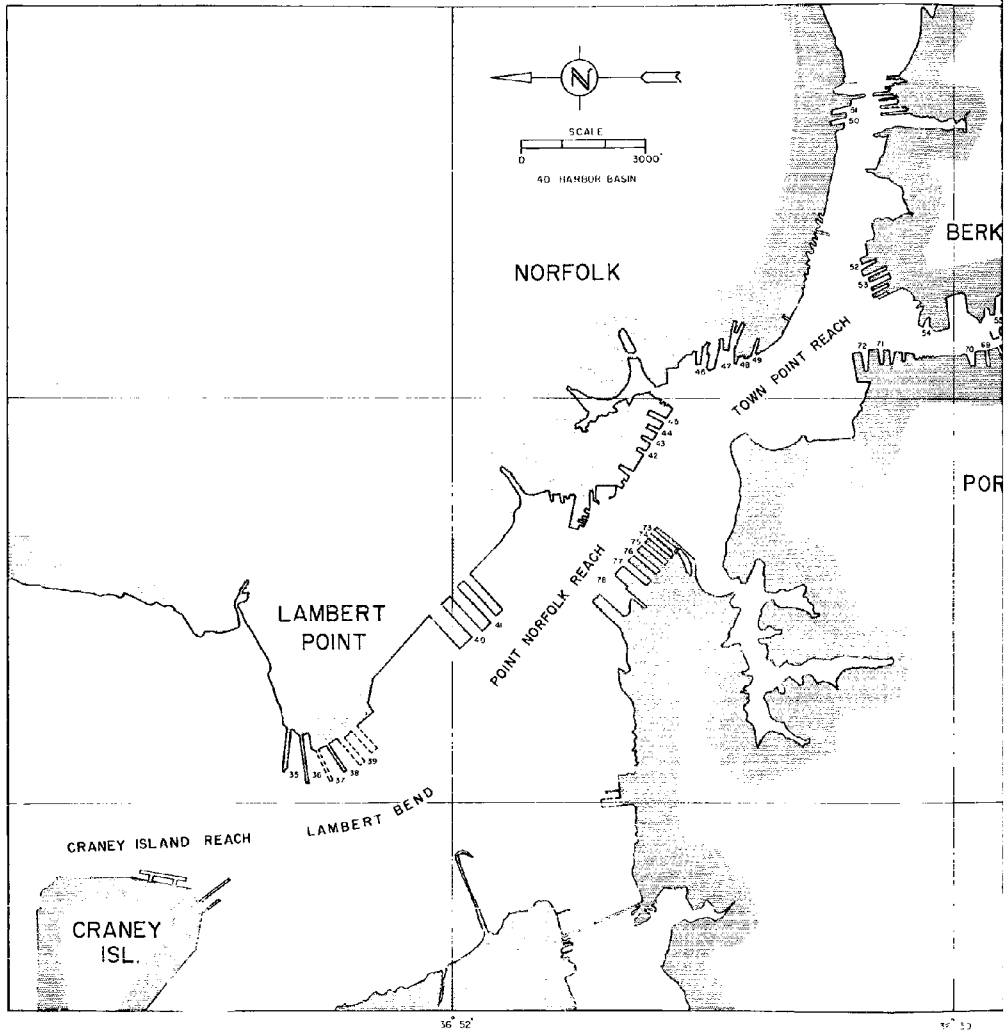 N
SCALE
0 3000'
40 HARBOR BASIN
51
50
BERK
NORFOLK
52
53
54
55
TOWN POINT REACH
46 47 48 49
72 71 70 69
45
44
43
42
POR
73
75
76
77
78
POINT NORFOLK REACH
LAMBERT
POINT
41
40
35 36 37 38 39
LAMBERT BEND
CRANEY ISLAND REACH
CRANEY
ISL.
36° 52'